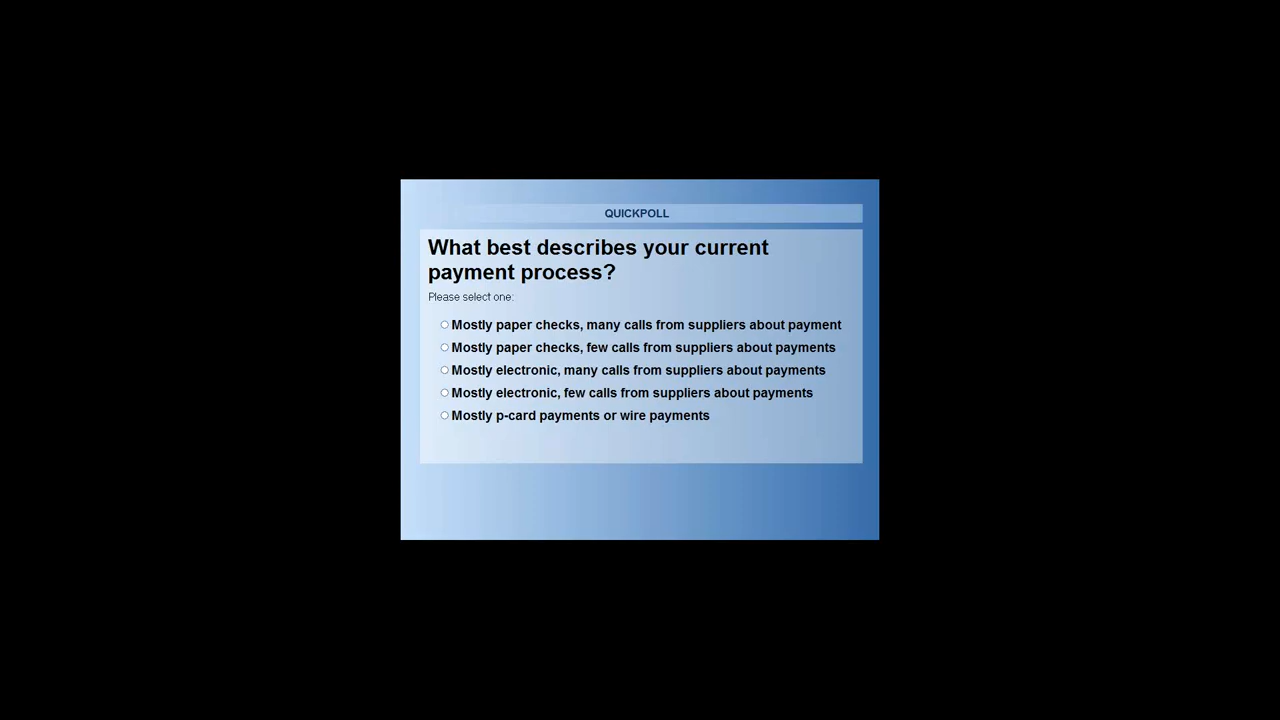 QUICKPOLL
What best describes your current
payment process?
Please select one:
Mostly paper checks, many calls from suppliers about payment
Mostly paper checks, few calls from suppliers about payments
Mostly electronic, many calls from suppliers about payments
Mostly electronic, few calls from suppliers about payments
Mostly p-card payments or wire payments